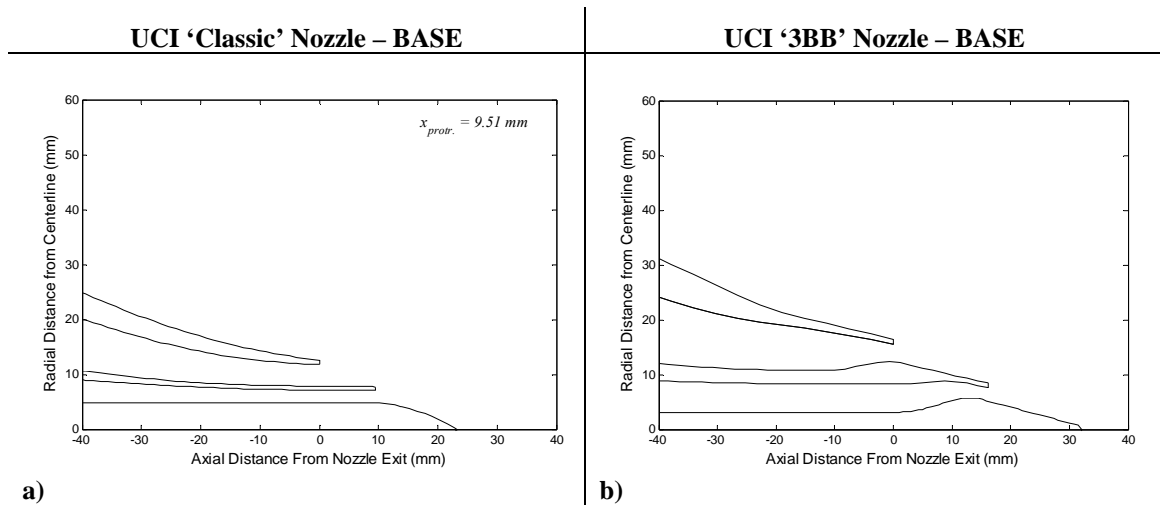 UCI ‘Classic’ Nozzle – BASE
60
50
40
30
20
10
0
Radial Distance from Centerline (mm)
x protr. = 9.51 mm
-40 -30 -20 -10 0 10 20 30 40
Axial Distance From Nozzle Exit (mm)
a)
UCI ‘3BB’ Nozzle – BASE
60
50
40
30
20
10
0
Radial Distance from Centerline (mm)
-40 -30 -20 -10 0 10 20 30 40
Axial Distance From Nozzle Exit (mm)
b)